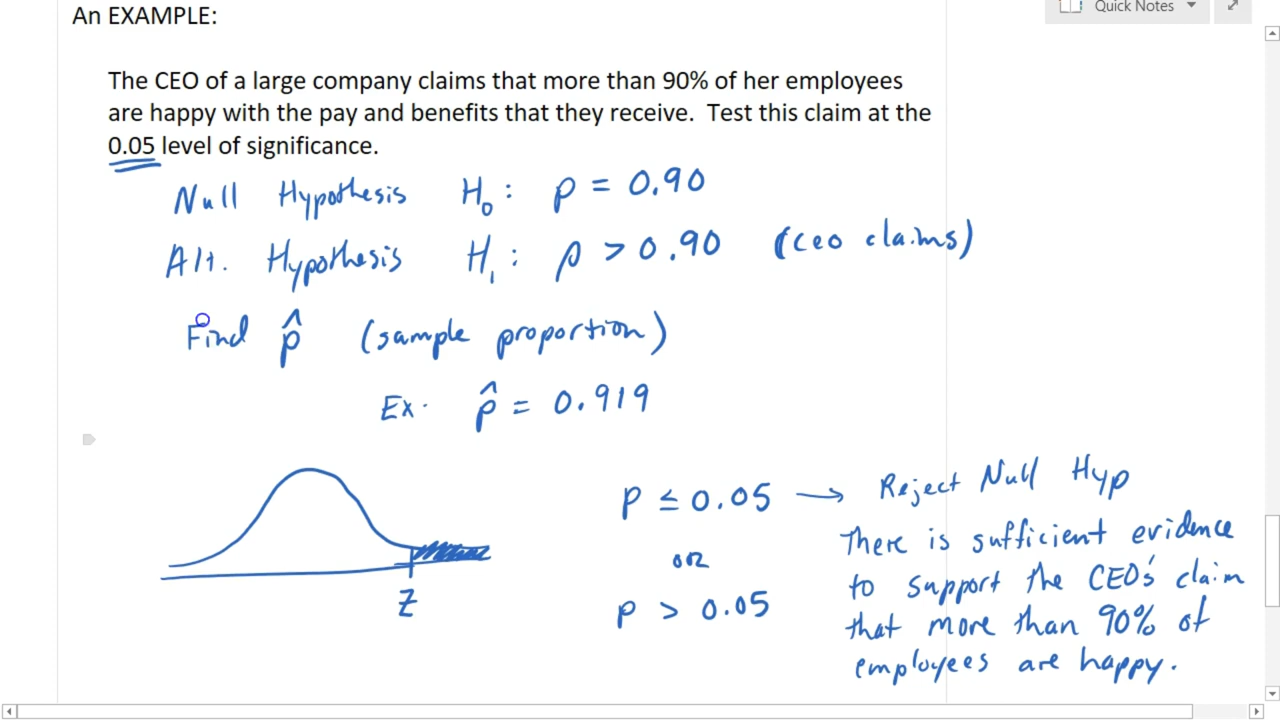 An EXAMPLE:
Quick Notes
The CEO of a large company claims that more than 90% of her employees
are happy with the pay and benefits that they receive. Test this claim at the
0.05 level of significance.
Null Hypothesis H₀: p = 0.90
Alt. Hypothesis H₁: p > 0.90 (ceo claims)
Find p̂ (sample proportion)
Ex. p̂ = 0.919
P ≤ 0.05 → Reject Null Hyp
There is sufficient evidence
or
to support the CEO's claim
P > 0.05
that more than 90% of
employees are happy.
Z